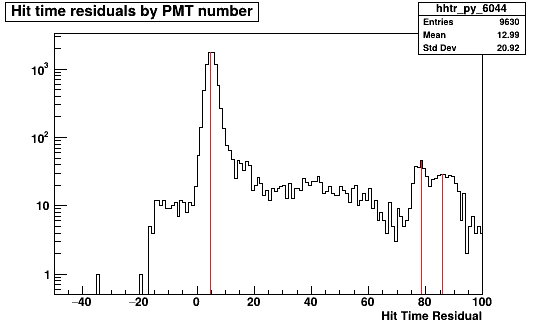 Hit time residuals by PMT number
hhtr_py_6044
Entries 9630
Mean 12.99
Std Dev 20.92
10³
10²
10
1
−40 −20 0 20 40 60 80 100
Hit Time Residual